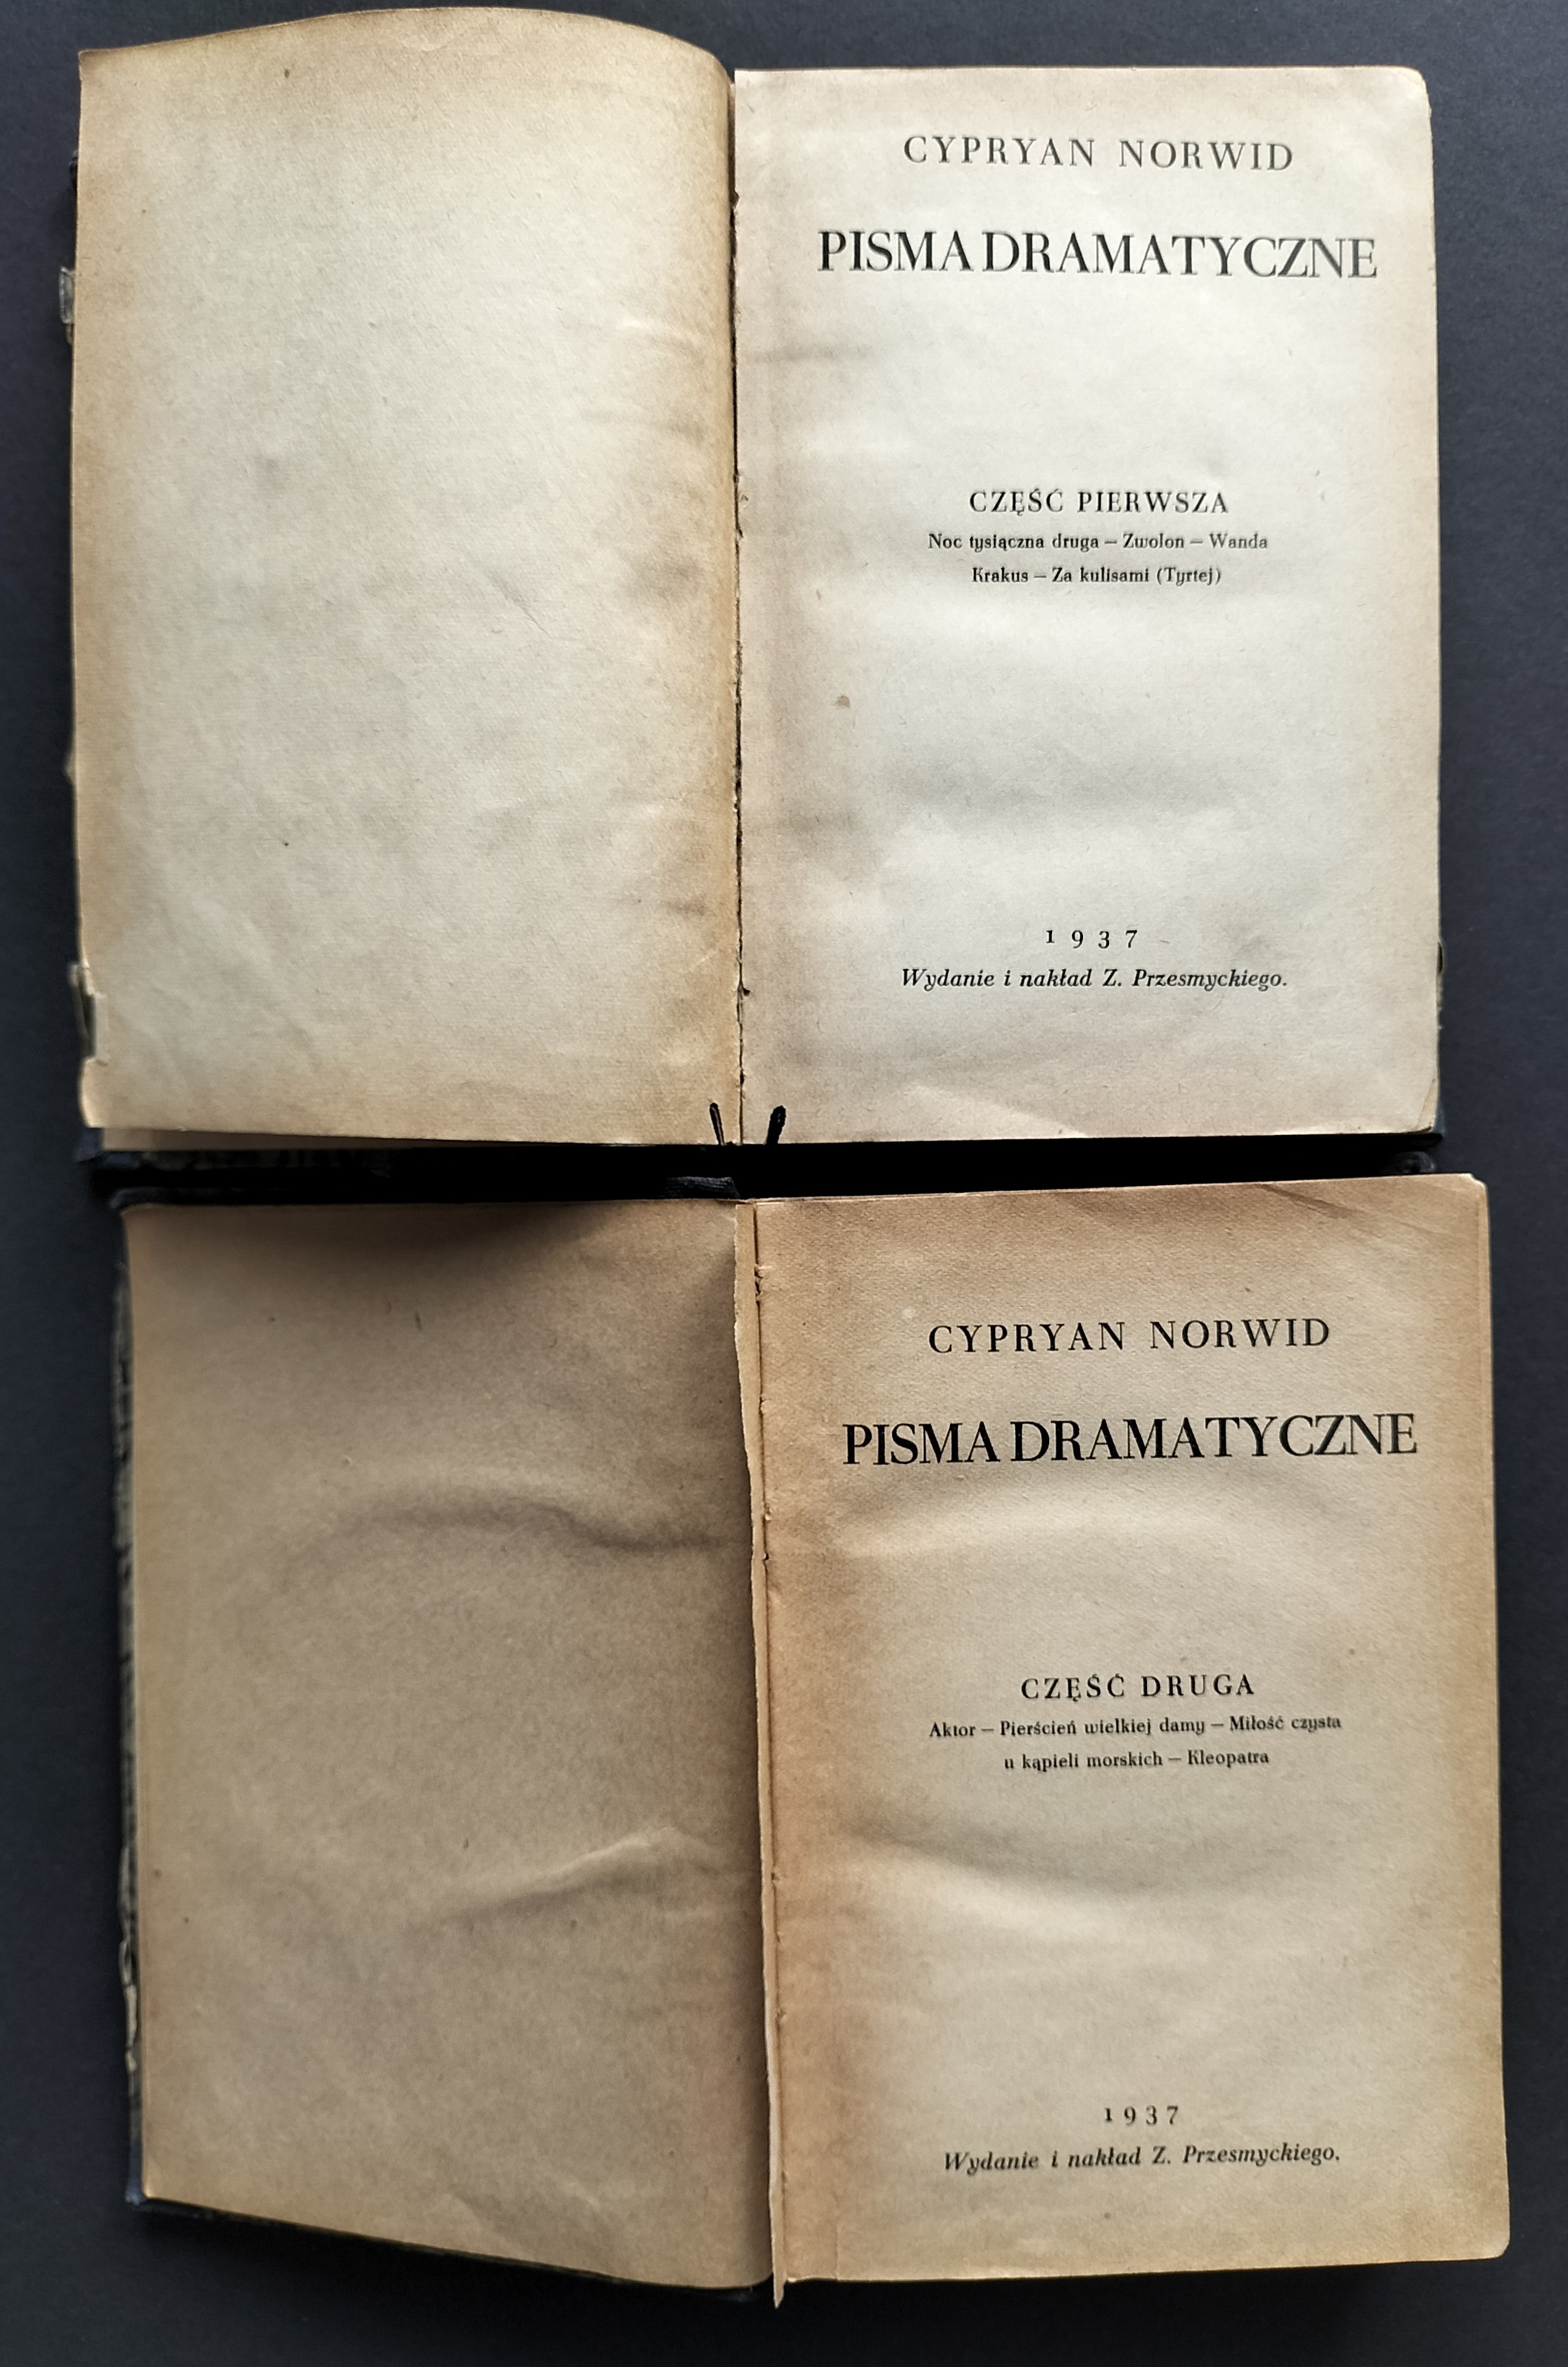 CYPRYAN NORWID
PISMA DRAMATYCZNE
CZĘŚĆ PIERWSZA
Noc tysiączna druga — Zwolon — Wanda
Krakus — Za kulisami (Tyrtej)
1937
Wydanie i nakład Z. Przesmyckiego.
CYPRYAN NORWID
PISMA DRAMATYCZNE
CZĘŚĆ DRUGA
Aktor — Pierścień wielkiej damy — Miłość czysta
u kąpieli morskich — Kleopatra
1937
Wydanie i nakład Z. Przesmyckiego.